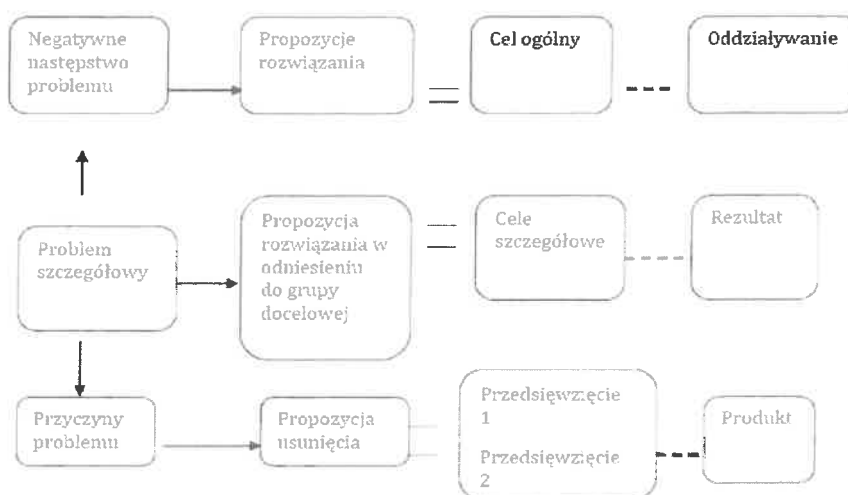 Negatywne
następstwo
problemu
Propozycje
rozwiązania
Cel ogólny
Oddziaływanie
Problem
szczegółowy
Propozycja
rozwiązania w
odniesieniu
do grupy
docelowej
Cele
szczegółowe
Rezultat
Przyczyny
problemu
Propozycja
usunięcia
Przedsięwzięcie
1
Przedsięwzięcie
2
Produkt